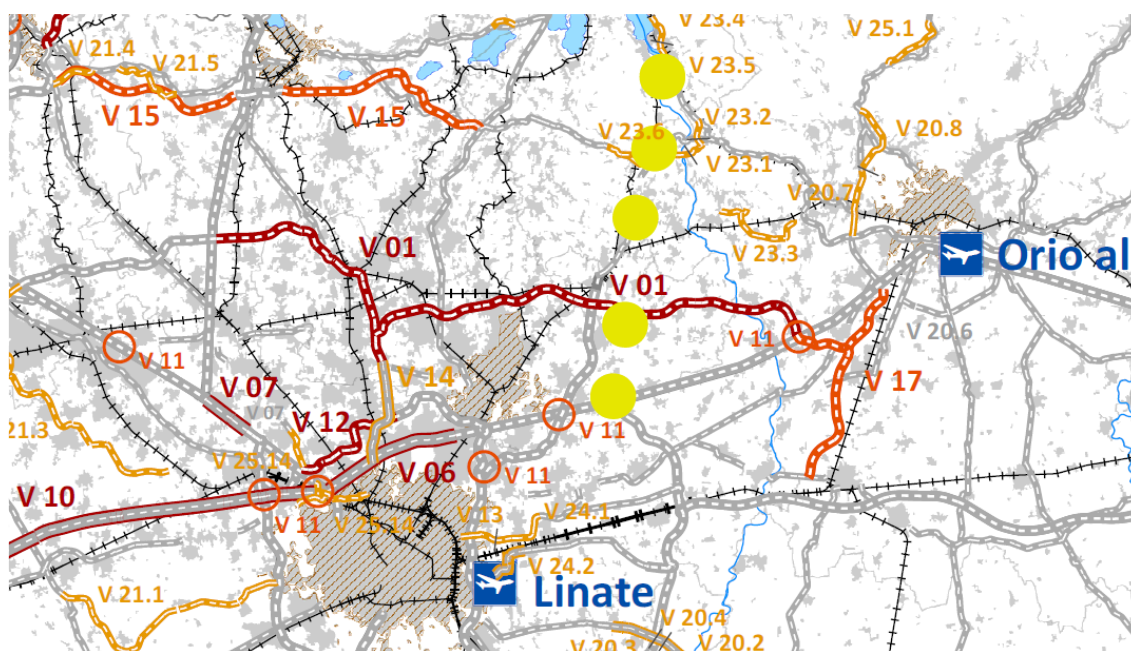 V 23.4
V 25.1
V 21.4
V 21.5
V 23.5
V 15
V 15
V 23.2
V 23.6
V 20.8
V 23.1
V 20.7
V 01
V 23.3
Orio al
V 01
V 11
V 20.6
V 11
V 14
V 17
V 07
V 07
V 12
V 11
21.3
V 25.14
V 06
V 11
V 10
V 11
V 25.14
V 13
V 24.1
V 24.2
V 21.1
Linate
V 20.4
V 20.3
V 20.2